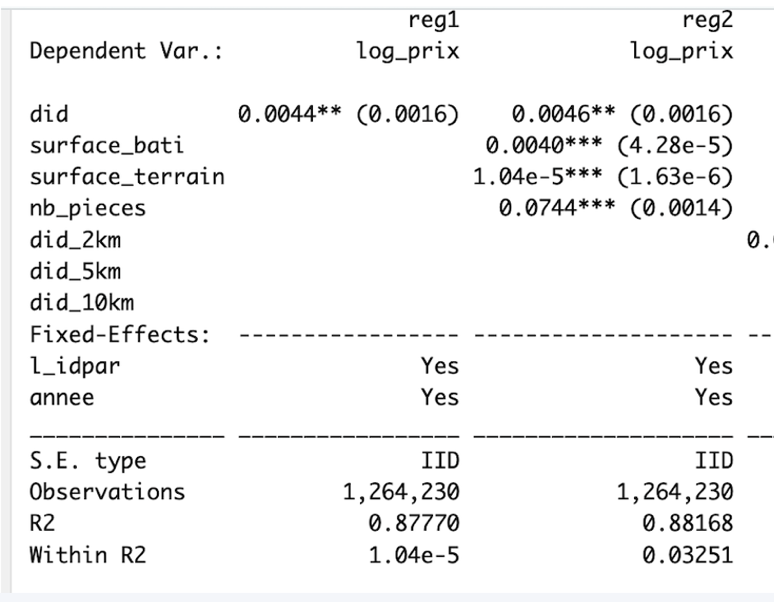 reg1 reg2
Dependent Var.: log_prix log_prix
did 0.0044** (0.0016) 0.0046** (0.0016)
surface_bati 0.0040*** (4.28e-5)
surface_terrain 1.04e-5*** (1.63e-6)
nb_pieces 0.0744*** (0.0014)
did_2km 0.
did_5km
did_10km
Fixed-Effects: ----------------- -------------------- --
l_idpar Yes Yes
annee Yes Yes
_______________ _________________ ____________________ __
S.E. type IID IID
Observations 1,264,230 1,264,230
R2 0.87770 0.88168
Within R2 1.04e-5 0.03251